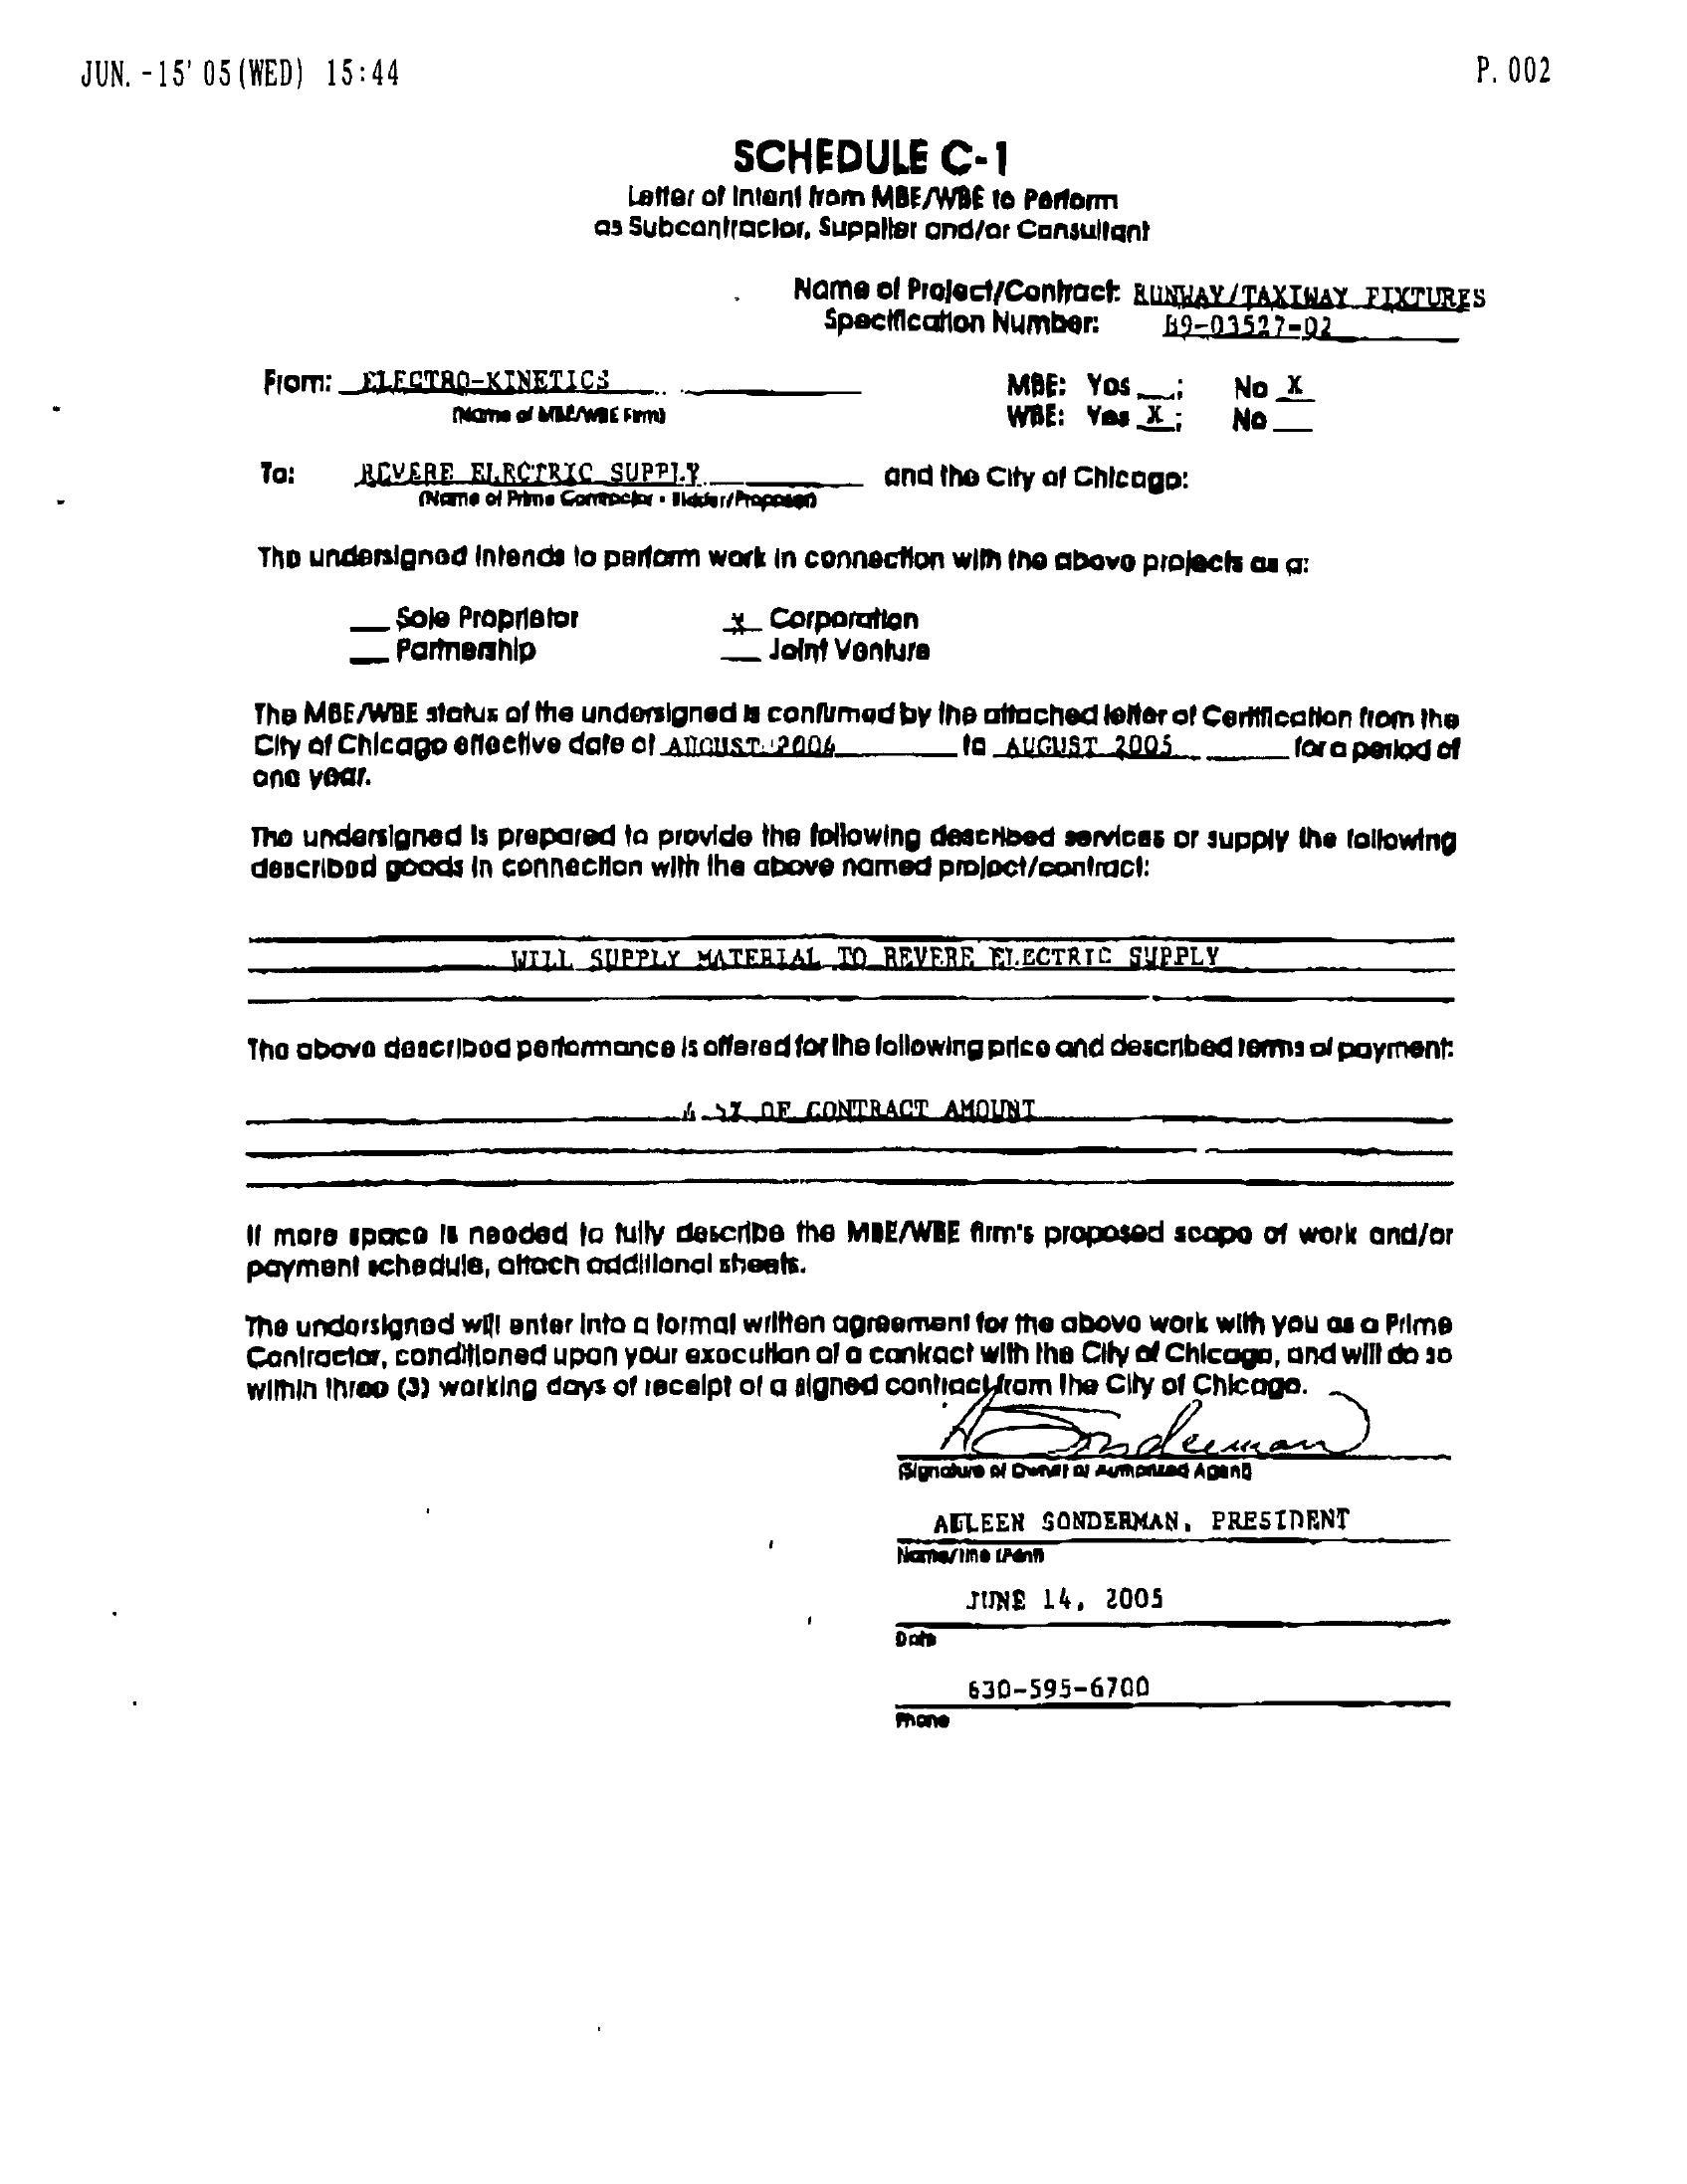 JUN. -15' 05 (WED) 15:44 P. 002
SCHEDULE C-1
Letter of Intent from MBE/WBE to Perform
as Subcontractor, Supplier and/or Consultant
Name of Project/Contract: RUNWAY/TAXIWAY FIXTURES
Specification Number: B9-03527-02
From: ELECTRO-KINETICS MBE: Yes ; No X
(Name of MBE/WBE Firm) WBE: Yes X ; No
To: REVERE ELECTRIC SUPPLY and the City of Chicago:
(Name of Prime Contractor - Bidder/Proposer)
The undersigned intends to perform work in connection with the above projects as a:
Sole Proprietor X Corporation
Partnership Joint Venture
The MBE/WBE status of the undersigned is confirmed by the attached letter of Certification from the
City of Chicago effective date of AUGUST to AUGUST 2005 for a period of
one year.
The undersigned is prepared to provide the following described services or supply the following
described goods in connection with the above named project/contract:
WILL SUPPLY MATERIAL TO REVERE ELECTRIC SUPPLY
The above described performance is offered for the following price and described terms of payment:
OF CONTRACT AMOUNT
If more space is needed to fully describe the MBE/WBE firm's proposed scope of work and/or
payment schedule, attach additional sheets.
The undersigned will enter into a formal written agreement for the above work with you as a Prime
Contractor, conditioned upon your execution of a contract with the City of Chicago, and will do so
within three (3) working days of receipt of a signed contract from the City of Chicago.
A Sonderman
(Signature of Owner or Authorized Agent)
AILEEN SONDERMAN, PRESIDENT
Name/Title (Print)
JUNE 14, 2005
Date
630-595-6700
Phone